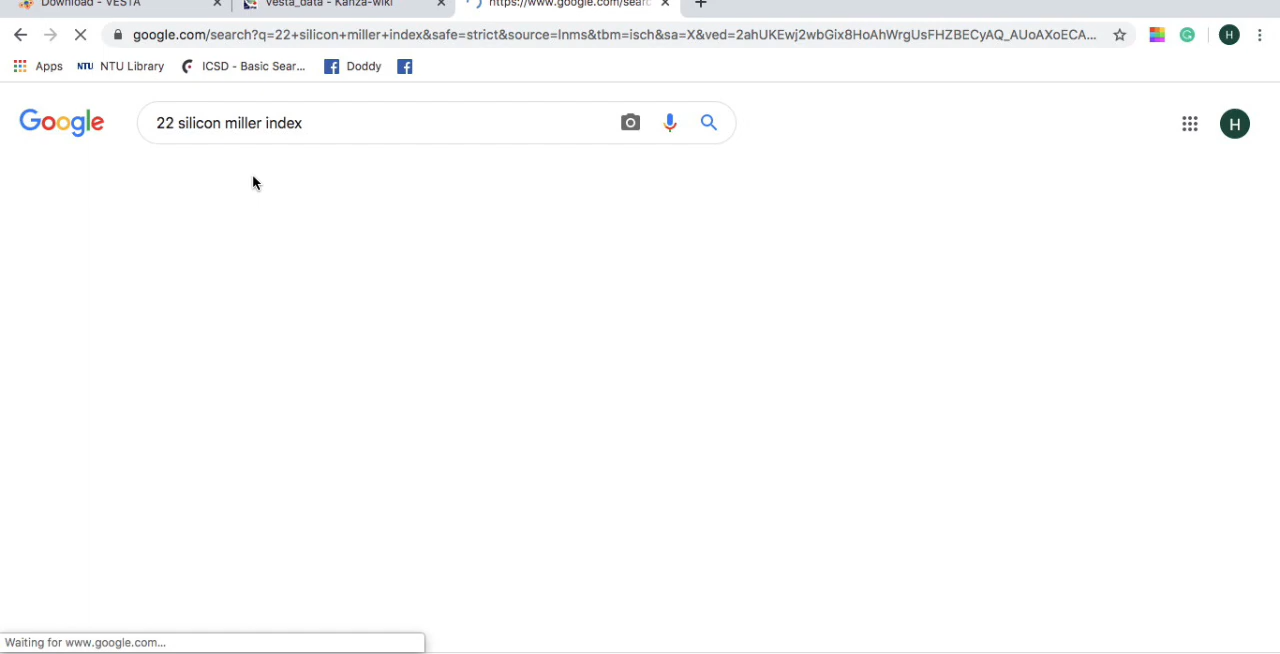 Download - VESTA
Vesta_data - Kanza-wiki
https://www.google.com/searc
google.com/search?q=22+silicon+miller+index&safe=strict&source=lnms&tbm=isch&sa=X&ved=2ahUKEwj2wbGix8HoAhWrgUsFHZBECyAQ_AUoAXoECA...
H
Apps
NTU NTU Library
ICSD - Basic Sear...
Doddy
Google
22 silicon miller index
H
Waiting for www.google.com...